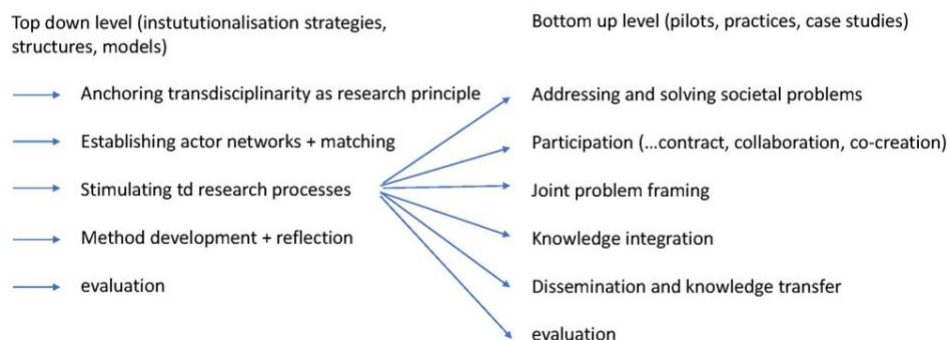 Top down level (instututionalisation strategies,
structures, models)
Anchoring transdisciplinarity as research principle
Establishing actor networks + matching
Stimulating td research processes
Method development + reflection
evaluation
Bottom up level (pilots, practices, case studies)
Addressing and solving societal problems
Participation (...contract, collaboration, co-creation)
Joint problem framing
Knowledge integration
Dissemination and knowledge transfer
evaluation